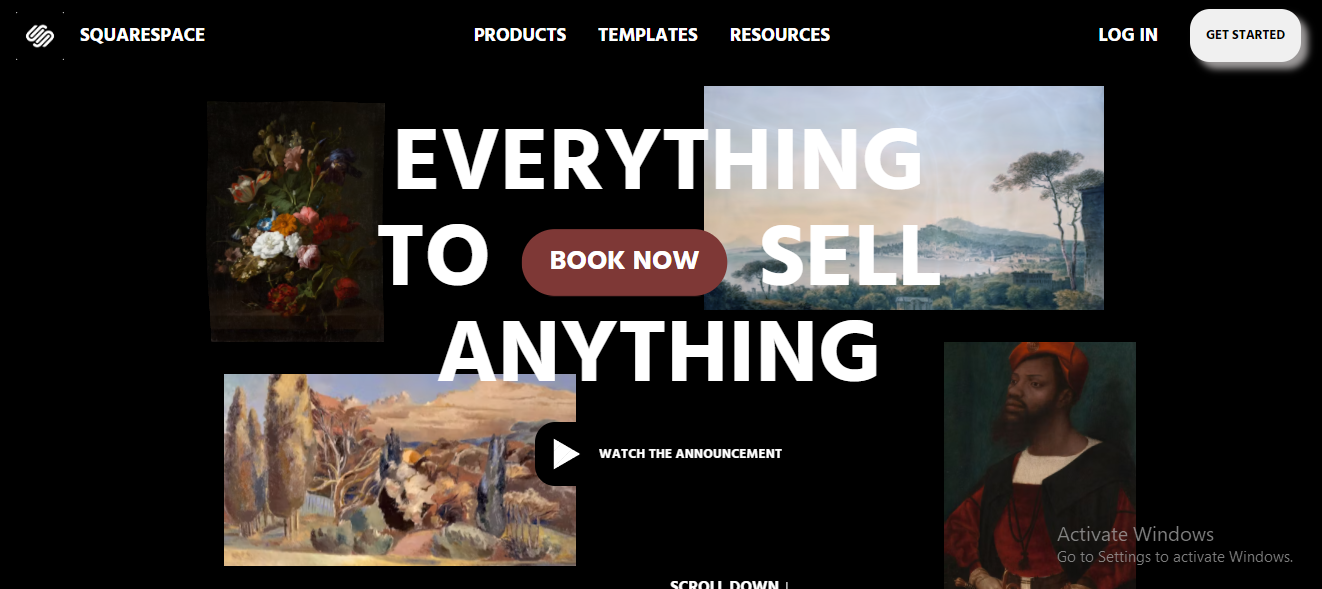 SQUARESPACE
PRODUCTS TEMPLATES RESOURCES
LOG IN GET STARTED
EVERYTHING
TO BOOK NOW SELL
ANYTHING
WATCH THE ANNOUNCEMENT
Activate Windows
Go to Settings to activate Windows.
SCROLL DOWN ↓